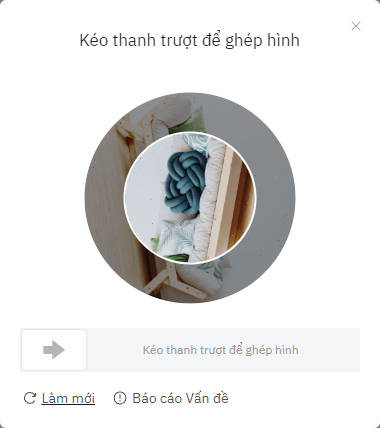 Kéo thanh trượt để ghép hình
Kéo thanh trượt để ghép hình
Làm mới
Báo cáo Vấn đề